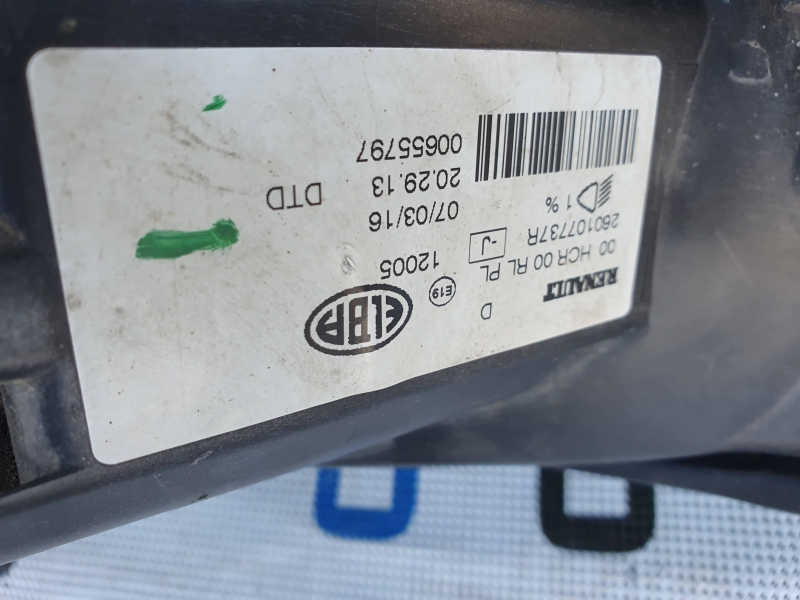 RENAULT D
00 HCR 00 RL PL E19 ELBA
260107737R -J 12005
1 % 07/03/16
20.29.13 DTD
00655797